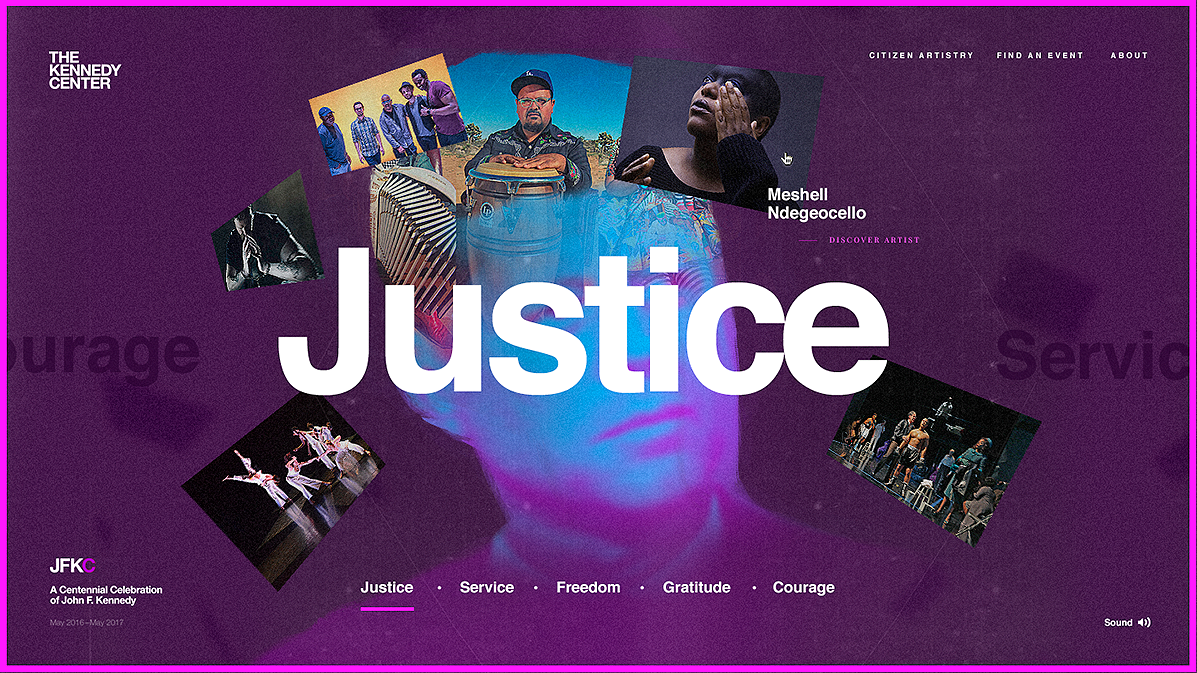 THE
KENNEDY
CENTER
CITIZEN ARTISTRY FIND AN EVENT ABOUT
Meshell
Ndegeocello
DISCOVER ARTIST
Justice
ourage
Servic
JFKC
A Centennial Celebration
of John F. Kennedy
May 2016–May 2017
Justice • Service • Freedom • Gratitude • Courage
Sound